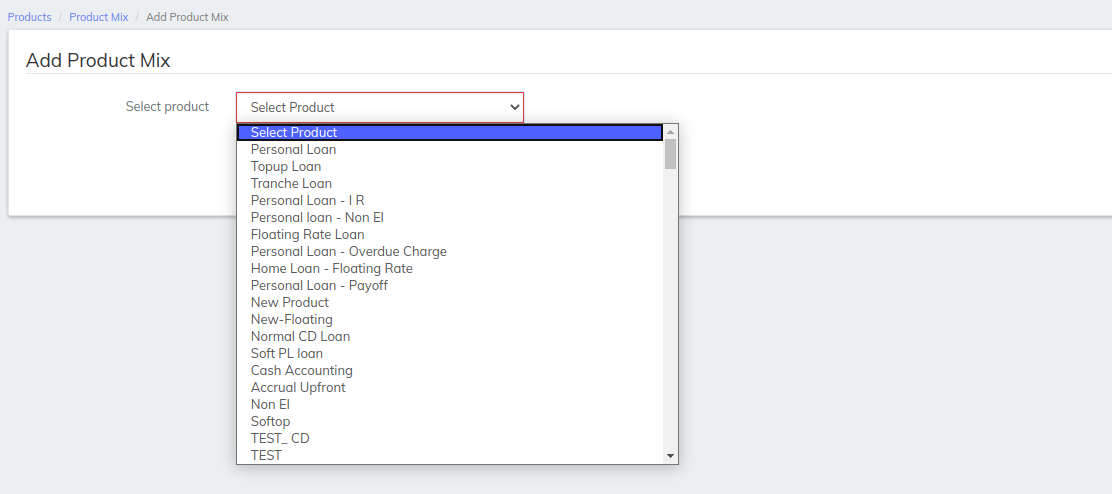 Products / Product Mix / Add Product Mix
Add Product Mix
Select product
Select Product
Select Product
Personal Loan
Topup Loan
Tranche Loan
Personal Loan - I R
Personal loan - Non EI
Floating Rate Loan
Personal Loan - Overdue Charge
Home Loan - Floating Rate
Personal Loan - Payoff
New Product
New-Floating
Normal CD Loan
Soft PL loan
Cash Accounting
Accrual Upfront
Non EI
Softop
TEST_ CD
TEST